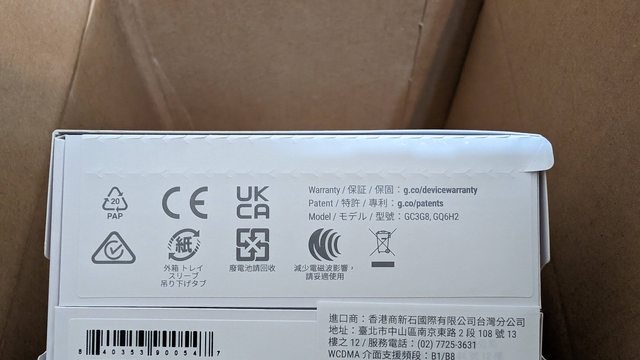 20
PAP
CE
UK
CA
Warranty / 保証 / 保固：g.co/devicewarranty
Patent / 特許 / 專利：g.co/patents
Model / モデル / 型號：GC3G8, GQ6H2
紙
外箱 トレイ
スリーブ
吊り下げタブ
廢電池請回收
減少電磁波影響，
請妥適使用
8 40353 90054 7
進口商：香港商新石國際有限公司台灣分公司
地址：臺北市中山區南京東路 2 段 108 號 13
樓之 12 / 服務電話：(02) 7725-3631
WCDMA 介面支援頻段：B1/B8